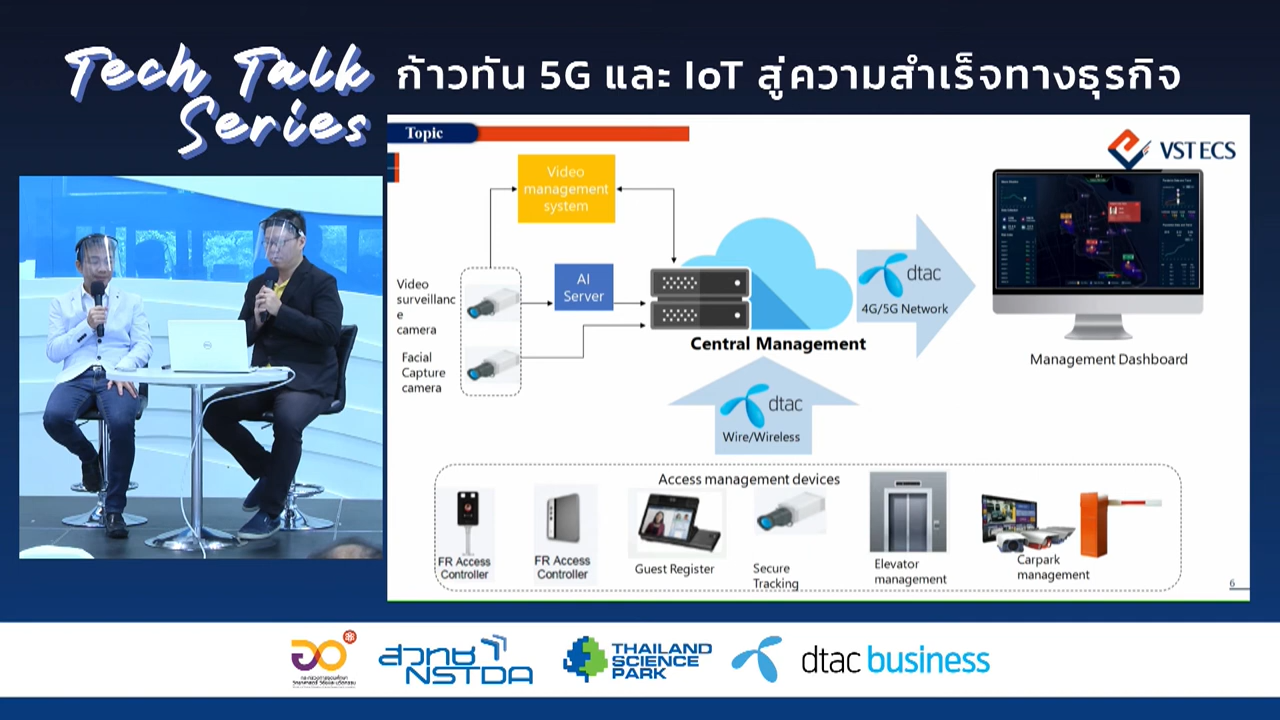 Tech Talk
Series
ก้าวทัน 5G และ IoT สู่ความสำเร็จทางธุรกิจ
Topic
VSTECS
Video
management
system
AI
Server
Video
surveillanc
e
camera
Facial
Capture
camera
Central Management
dtac
4G/5G Network
Management Dashboard
dtac
Wire/Wireless
Access management devices
FR Access
Controller
FR Access
Controller
Guest Register
Secure
Tracking
Elevator
management
Carpark
management
6
สวทช
NSTDA
THAILAND
SCIENCE
PARK
dtac business